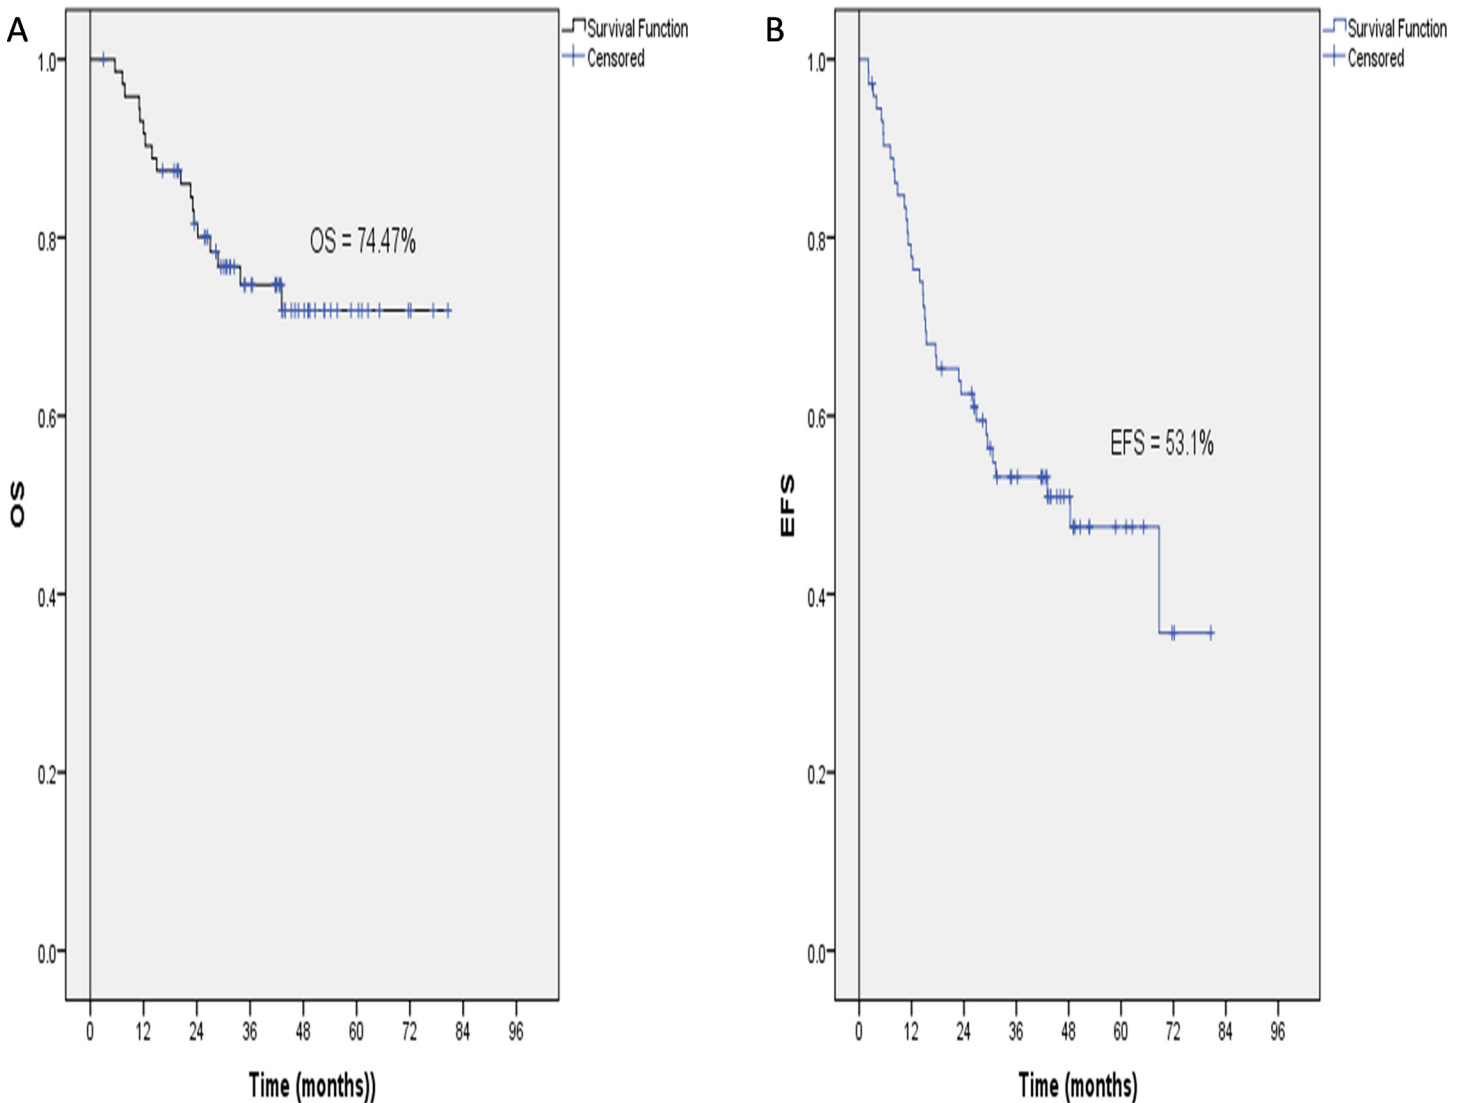 A
Survival Function
Censored
1.0
0.8
0.6
0.4
0.2
0.0
OS
OS = 74.47%
0 12 24 36 48 60 72 84 96
Time (months))
B
Survival Function
Censored
1.0
0.8
0.6
0.4
0.2
0.0
EFS
EFS = 53.1%
0 12 24 36 48 60 72 84 96
Time (months)